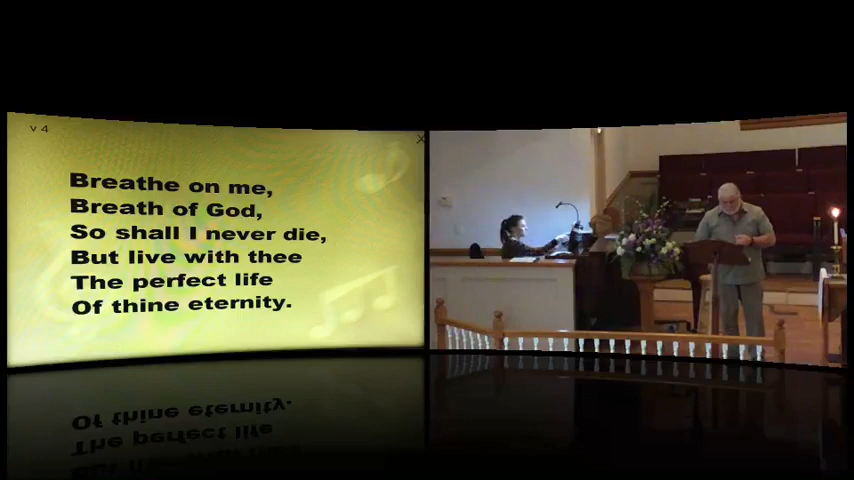 v 4
Breathe on me,
Breath of God,
So shall I never die,
But live with thee
The perfect life
Of thine eternity.